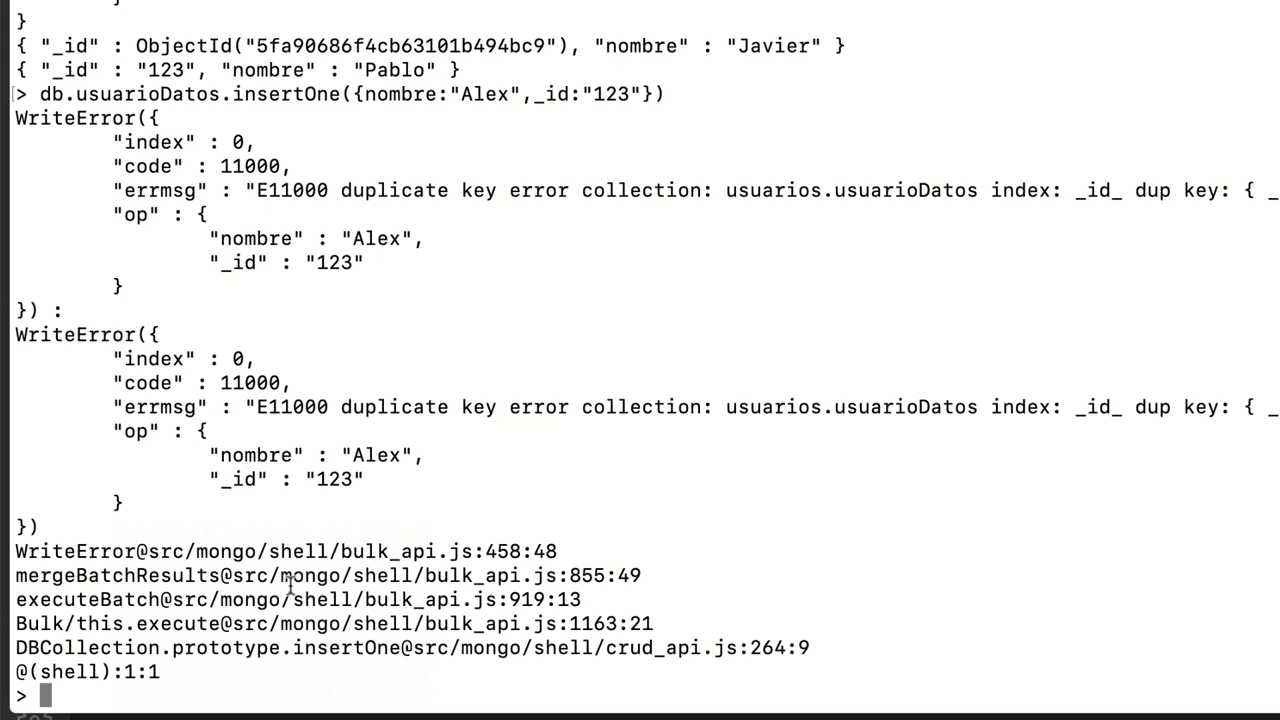 }
{ "_id" : ObjectId("5fa90686f4cb63101b494bc9"), "nombre" : "Javier" }
{ "_id" : "123", "nombre" : "Pablo" }
[> db.usuarioDatos.insertOne({nombre:"Alex",_id:"123"})
WriteError({
"index" : 0,
"code" : 11000,
"errmsg" : "E11000 duplicate key error collection: usuarios.usuarioDatos index: _id_ dup key: { _
"op" : {
"nombre" : "Alex",
"_id" : "123"
}
}) :
WriteError({
"index" : 0,
"code" : 11000,
"errmsg" : "E11000 duplicate key error collection: usuarios.usuarioDatos index: _id_ dup key: { _
"op" : {
"nombre" : "Alex",
"_id" : "123"
}
})
WriteError@src/mongo/shell/bulk_api.js:458:48
mergeBatchResults@src/mongo/shell/bulk_api.js:855:49
executeBatch@src/mongo/shell/bulk_api.js:919:13
Bulk/this.execute@src/mongo/shell/bulk_api.js:1163:21
DBCollection.prototype.insertOne@src/mongo/shell/crud_api.js:264:9
@(shell):1:1
>